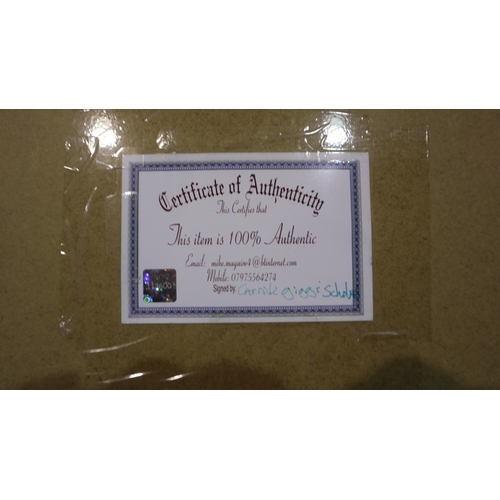 Certificate of Authenticity
This Certifies that
This item is 100% Authentic
Email: mike.maguire4@btinternet.com
Mobile: 07975564274
Signed by: